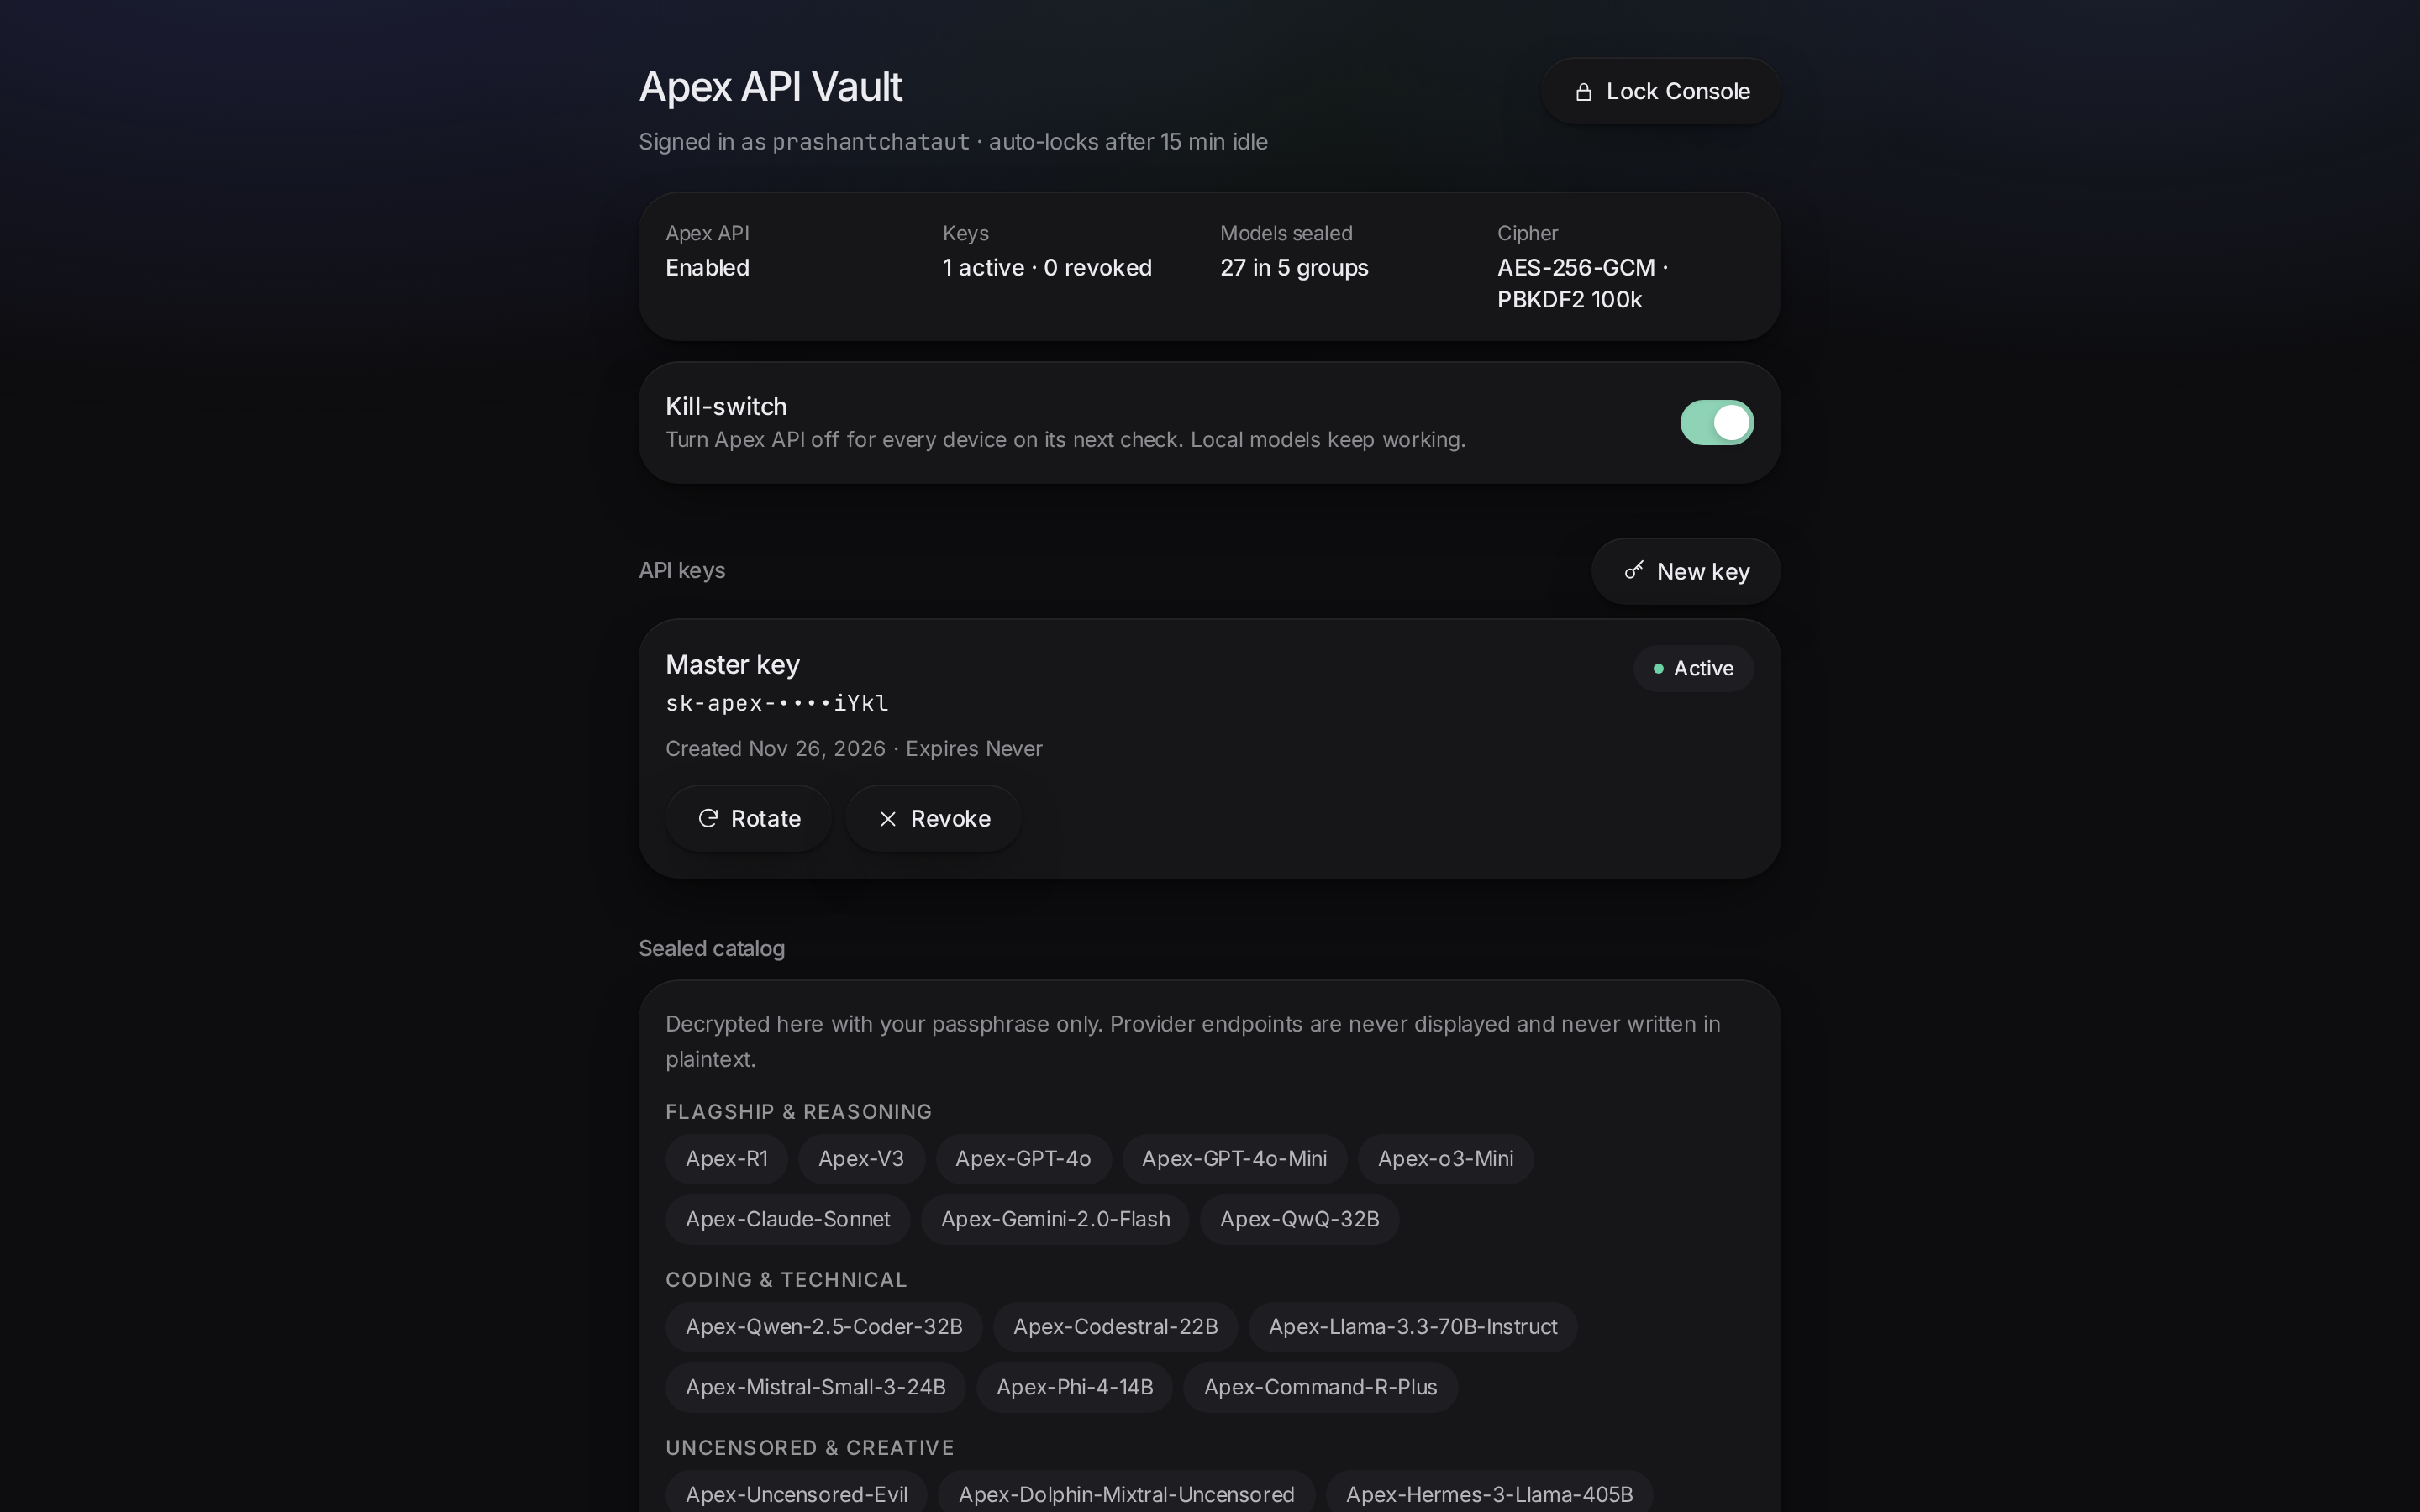 Apex API Vault
Lock Console
Signed in as prashantchataut · auto-locks after 15 min idle
Apex API
Enabled
Keys
1 active · 0 revoked
Models sealed
27 in 5 groups
Cipher
AES-256-GCM ·
PBKDF2 100k
Kill-switch
Turn Apex API off for every device on its next check. Local models keep working.
API keys
New key
Master key
Active
sk-apex-••••iYkl
Created Nov 26, 2026 · Expires Never
Rotate
Revoke
Sealed catalog
Decrypted here with your passphrase only. Provider endpoints are never displayed and never written in
plaintext.
FLAGSHIP & REASONING
Apex-R1
Apex-V3
Apex-GPT-4o
Apex-GPT-4o-Mini
Apex-o3-Mini
Apex-Claude-Sonnet
Apex-Gemini-2.0-Flash
Apex-QwQ-32B
CODING & TECHNICAL
Apex-Qwen-2.5-Coder-32B
Apex-Codestral-22B
Apex-Llama-3.3-70B-Instruct
Apex-Mistral-Small-3-24B
Apex-Phi-4-14B
Apex-Command-R-Plus
UNCENSORED & CREATIVE
Apex-Uncensored-Evil
Apex-Dolphin-Mixtral-Uncensored
Apex-Hermes-3-Llama-405B